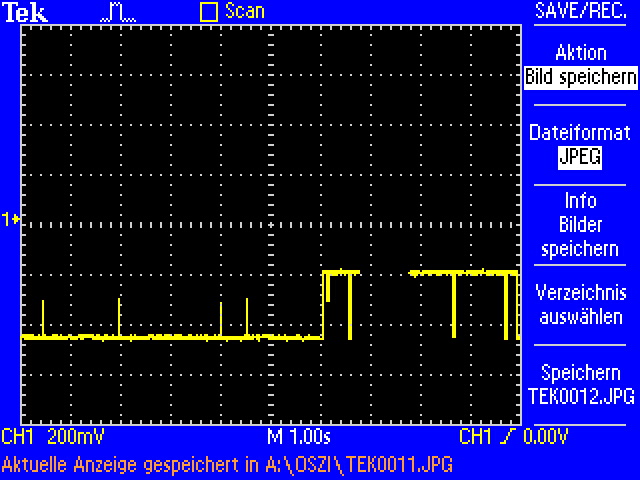 Tek
Scan
SAVE/REC.
Aktion
Bild speichern
Dateiformat
JPEG
Info
Bilder
speichern
Verzeichnis
auswählen
Speichern
TEK0012.JPG
1
CH1 200mV
M 1.00s
CH1 0.00V
Aktuelle Anzeige gespeichert in A:\OSZI\TEK0011.JPG